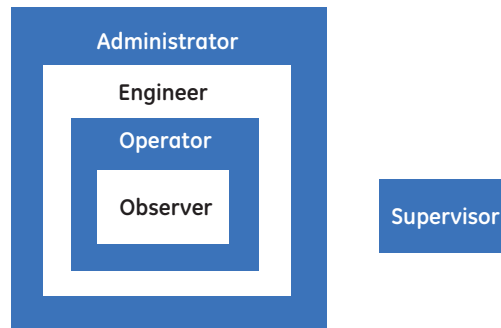 Administrator
Engineer
Operator
Observer
Supervisor